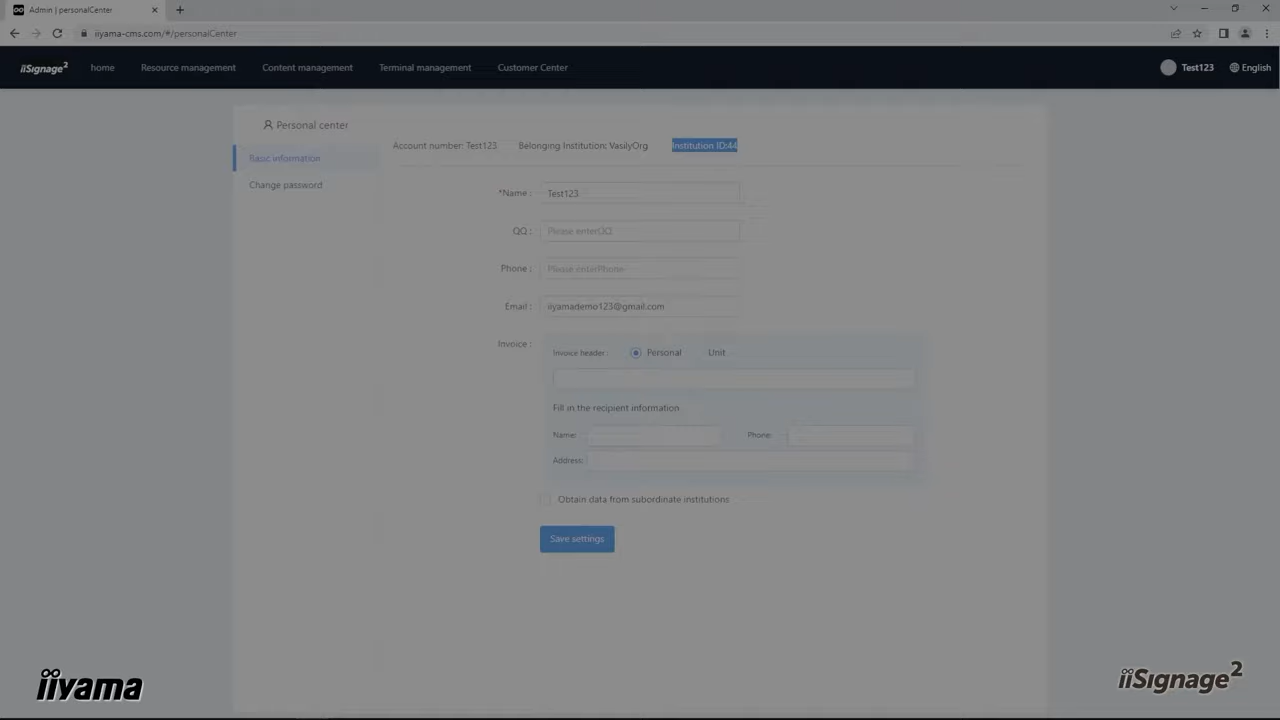 Admin | personalCenter
iiyama-cms.com/#/personalCenter
iiSignage² home Resource management Content management Terminal management Customer Center Test123 English
Personal center
Account number: Test123 Belonging Institution: VasilyOrg Institution ID:44
Basic information
Change password
*Name : Test123
QQ : Please enterQQ
Phone : Please enterPhone
Email : iiyamademo123@gmail.com
Invoice :
Invoice header : Personal Unit
Fill in the recipient information
Name: Phone:
Address:
Obtain data from subordinate institutions
Save settings
iiyama
iiSignage²